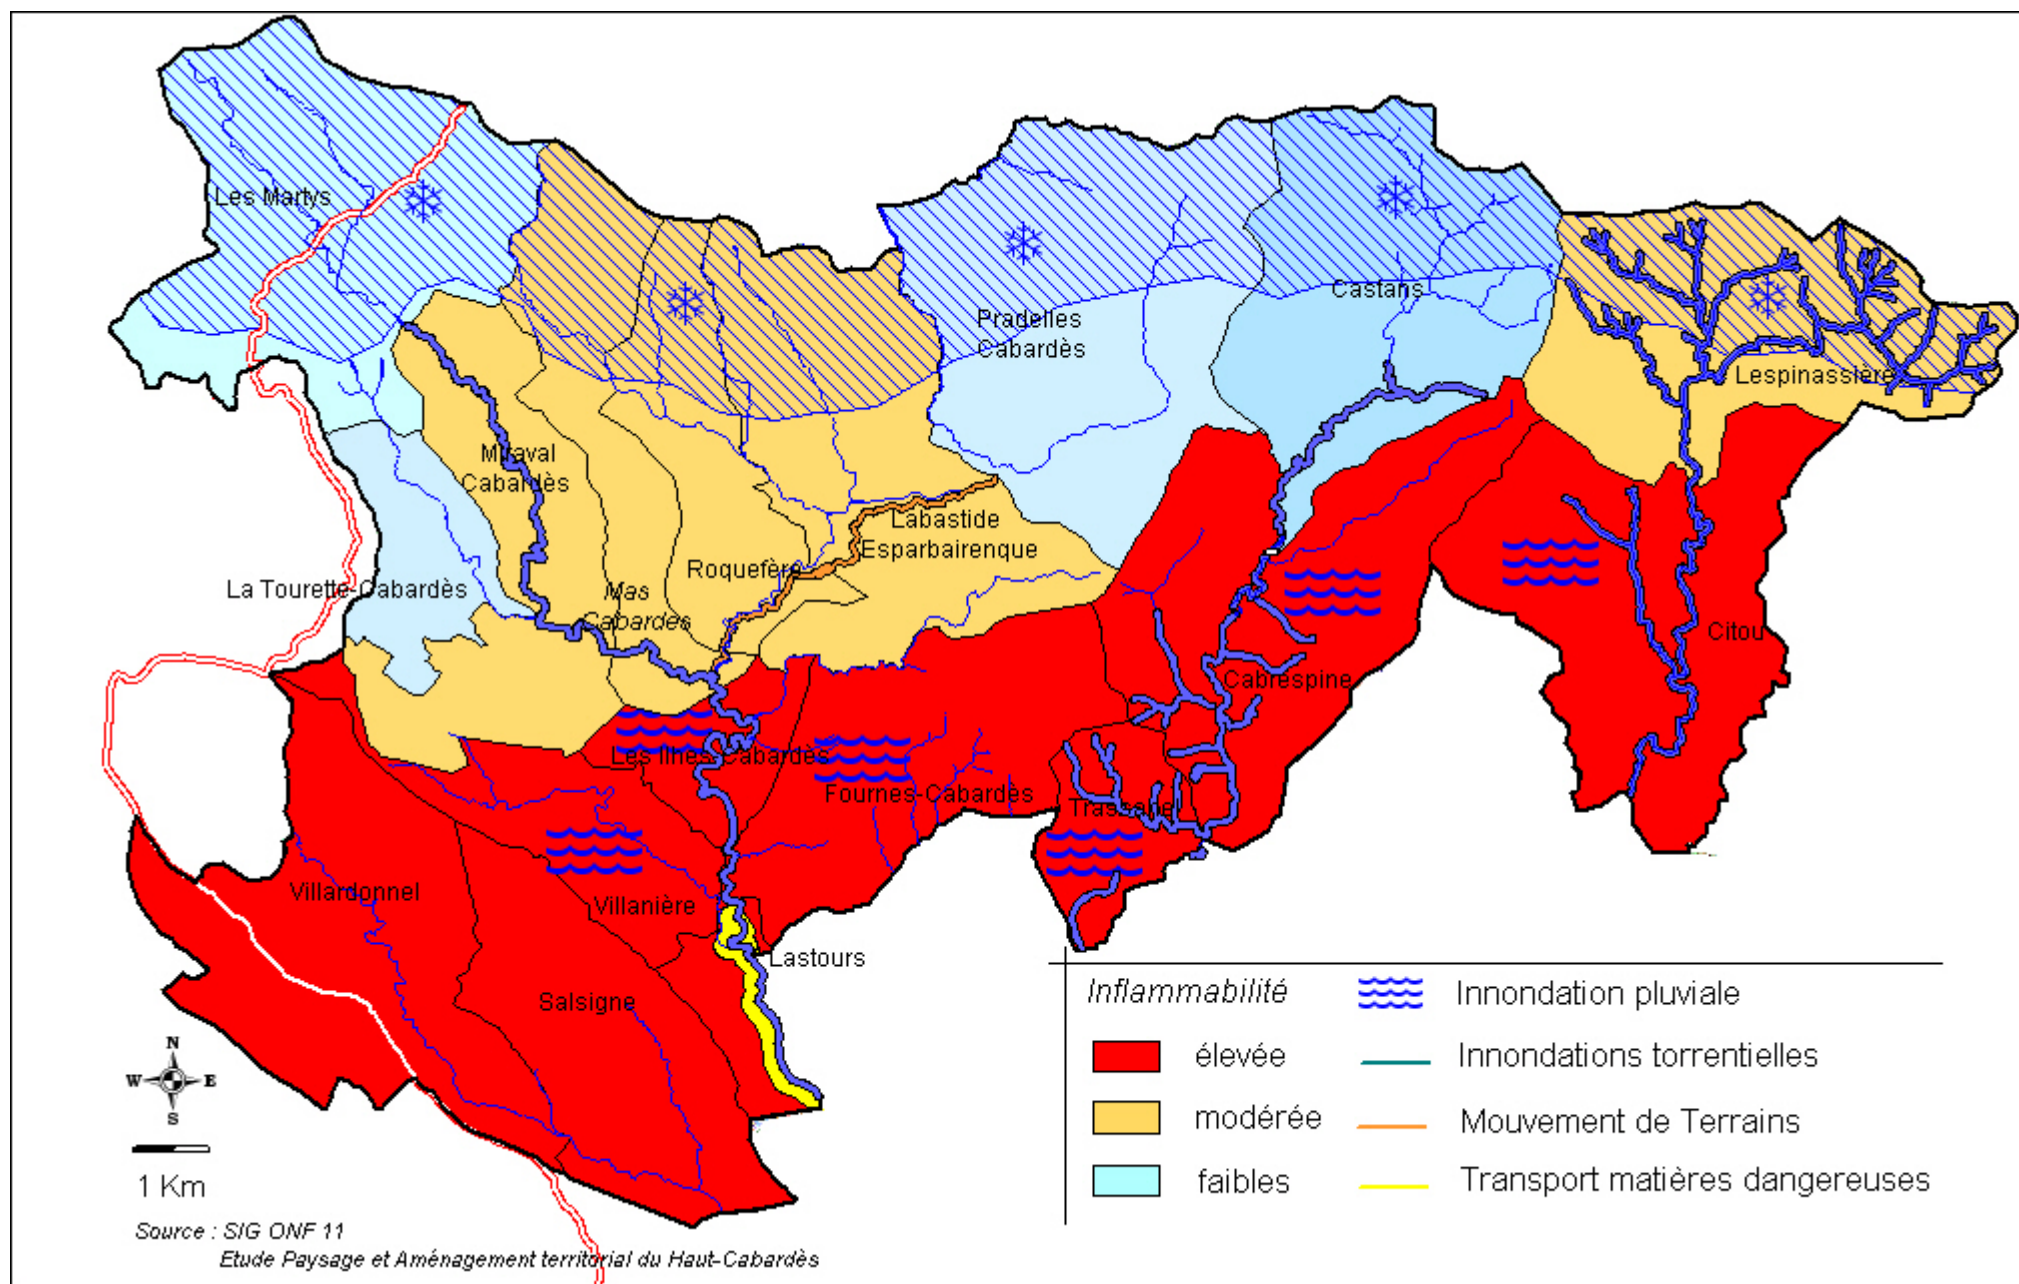 Les Martys
Castans
Pradelles
Cabardès
Lespinassière
Miraval
Cabardès
Labastide
Esparbairenque
Roquefère
La Tourette-Cabardès
Mas
Cabardès
Citou
Cabrespine
Les Ilhes-Cabardès
Fournes-Cabardès
Trassanel
Villardonnel
Villanière
Lastours
Salsigne
Inflammabilité
élevée
modérée
faibles
Innondation pluviale
Innondations torrentielles
Mouvement de Terrains
Transport matières dangereuses
N
W
E
S
1 Km
Source : SIG ONF 11
Etude Paysage et Aménagement territorial du Haut-Cabardès